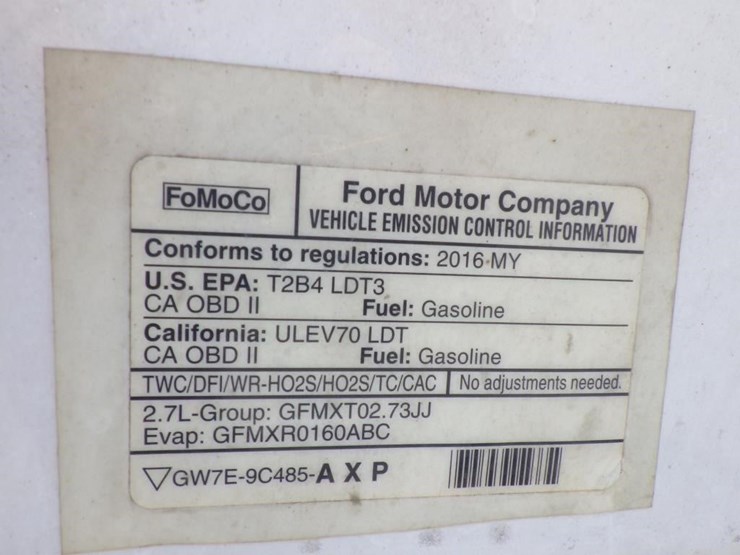 FoMoCo
Ford Motor Company
VEHICLE EMISSION CONTROL INFORMATION
Conforms to regulations: 2016 MY
U.S. EPA: T2B4 LDT3
CA OBD II Fuel: Gasoline
California: ULEV70 LDT
CA OBD II Fuel: Gasoline
TWC/DFI/WR-HO2S/HO2S/TC/CAC No adjustments needed.
2.7L-Group: GFMXT02.73JJ
Evap: GFMXR0160ABC
GW7E-9C485-A X P